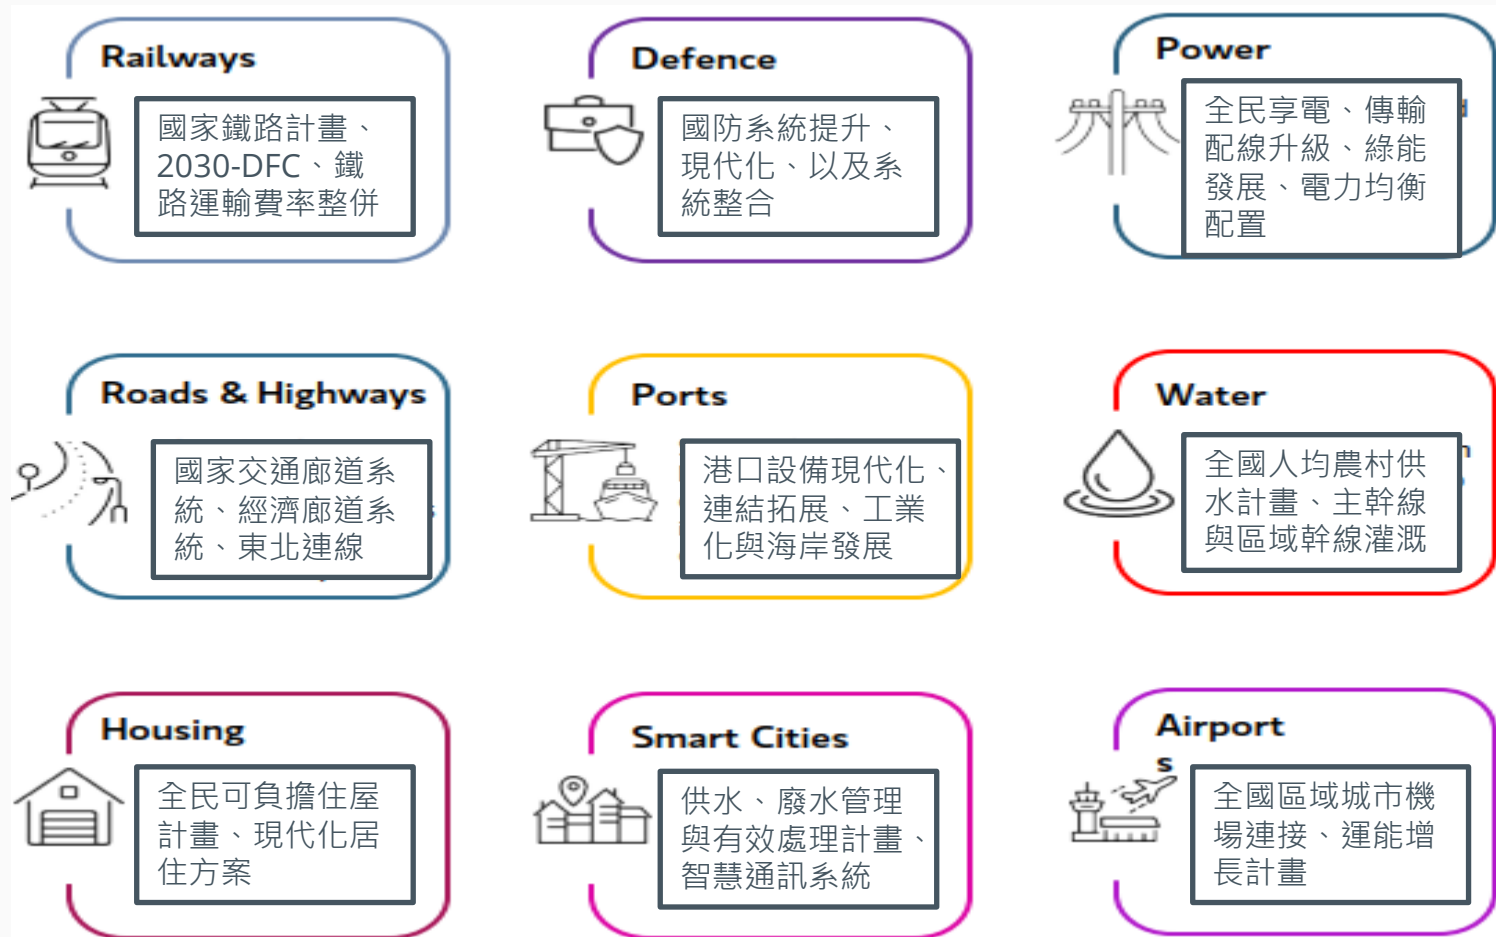 Railways
國家鐵路計畫、
2030-DFC、鐵
路運輸費率整併
Defence
國防系統提升、
現代化、以及系
統整合
Power
全民享電、傳輸
配線升級、綠能
發展、電力均衡
配置
Roads & Highways
國家交通廊道系
統、經濟廊道系
統、東北連線
Ports
港口設備現代化、
連結拓展、工業
化與海岸發展
Water
全國人均農村供
水計畫、主幹線
與區域幹線灌溉
Housing
全民可負擔住屋
計畫、現代化居
住方案
Smart Cities
供水、廢水管理
與有效處理計畫、
智慧通訊系統
Airport
s
全國區域城市機
場連接、運能增
長計畫